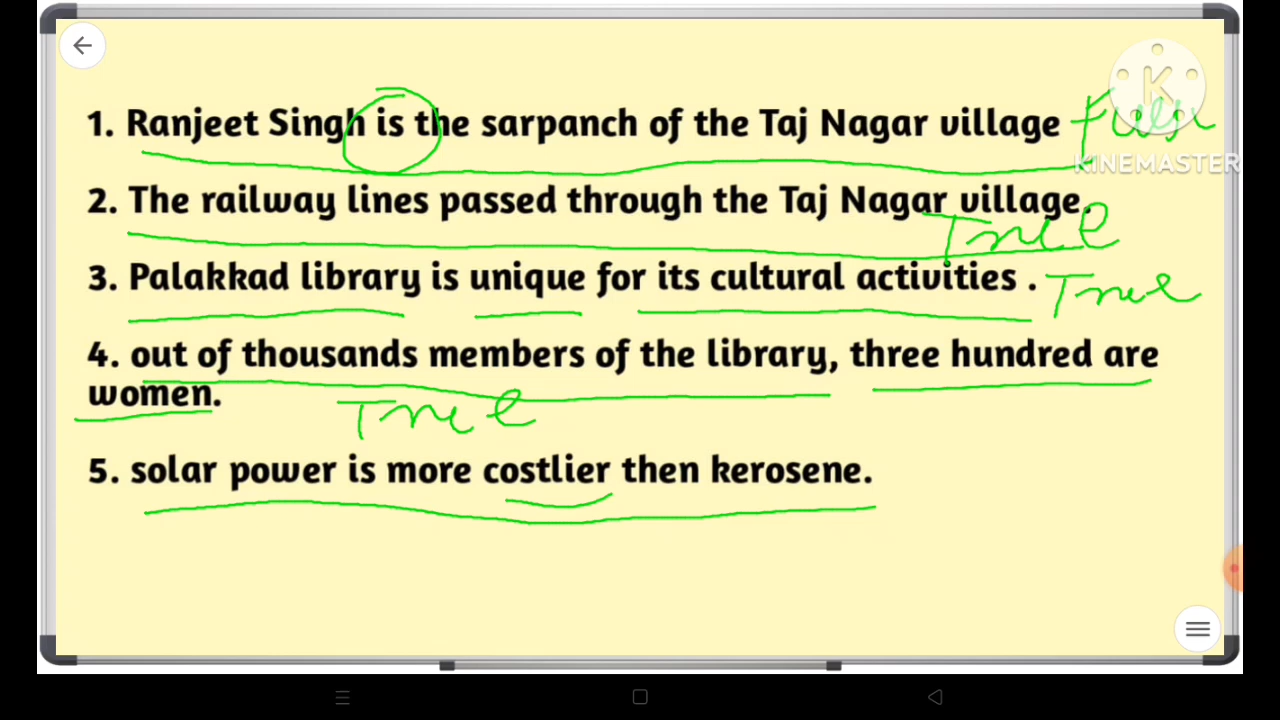 1. Ranjeet Singh is the sarpanch of the Taj Nagar village
KINEMASTER
2. The railway lines passed through the Taj Nagar village.
True
3. Palakkad library is unique for its cultural activities . True
4. out of thousands members of the library, three hundred are
women.
True
5. solar power is more costlier then kerosene.